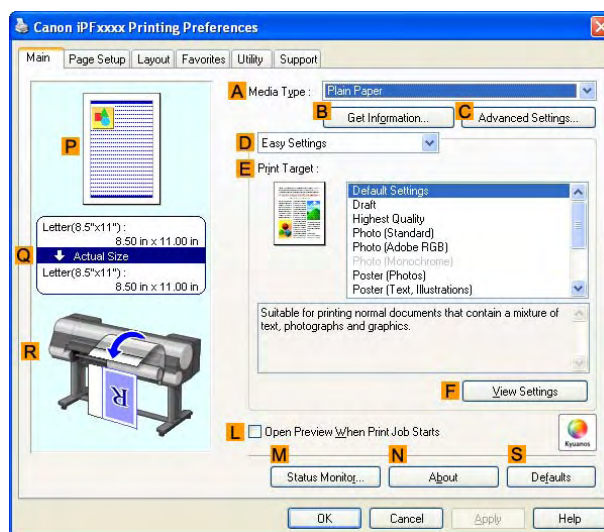 Canon iPFxxxx Printing Preferences
Main Page Setup Layout Favorites Utility Support
A Media Type : Plain Paper
B Get Information... C Advanced Settings...
D Easy Settings
E Print Target :
Default Settings
Draft
Highest Quality
Photo (Standard)
Photo (Adobe RGB)
Photo (Monochrome)
Poster (Photos)
Poster (Text, Illustrations)
Suitable for printing normal documents that contain a mixture of
text, photographs and graphics.
F View Settings
P
Letter(8.5"x11") :
8.50 in x 11.00 in
Q Actual Size
Letter(8.5"x11") :
8.50 in x 11.00 in
R
R
L Open Preview When Print Job Starts
Kyuanos
M Status Monitor... N About S Defaults
OK Cancel Apply Help